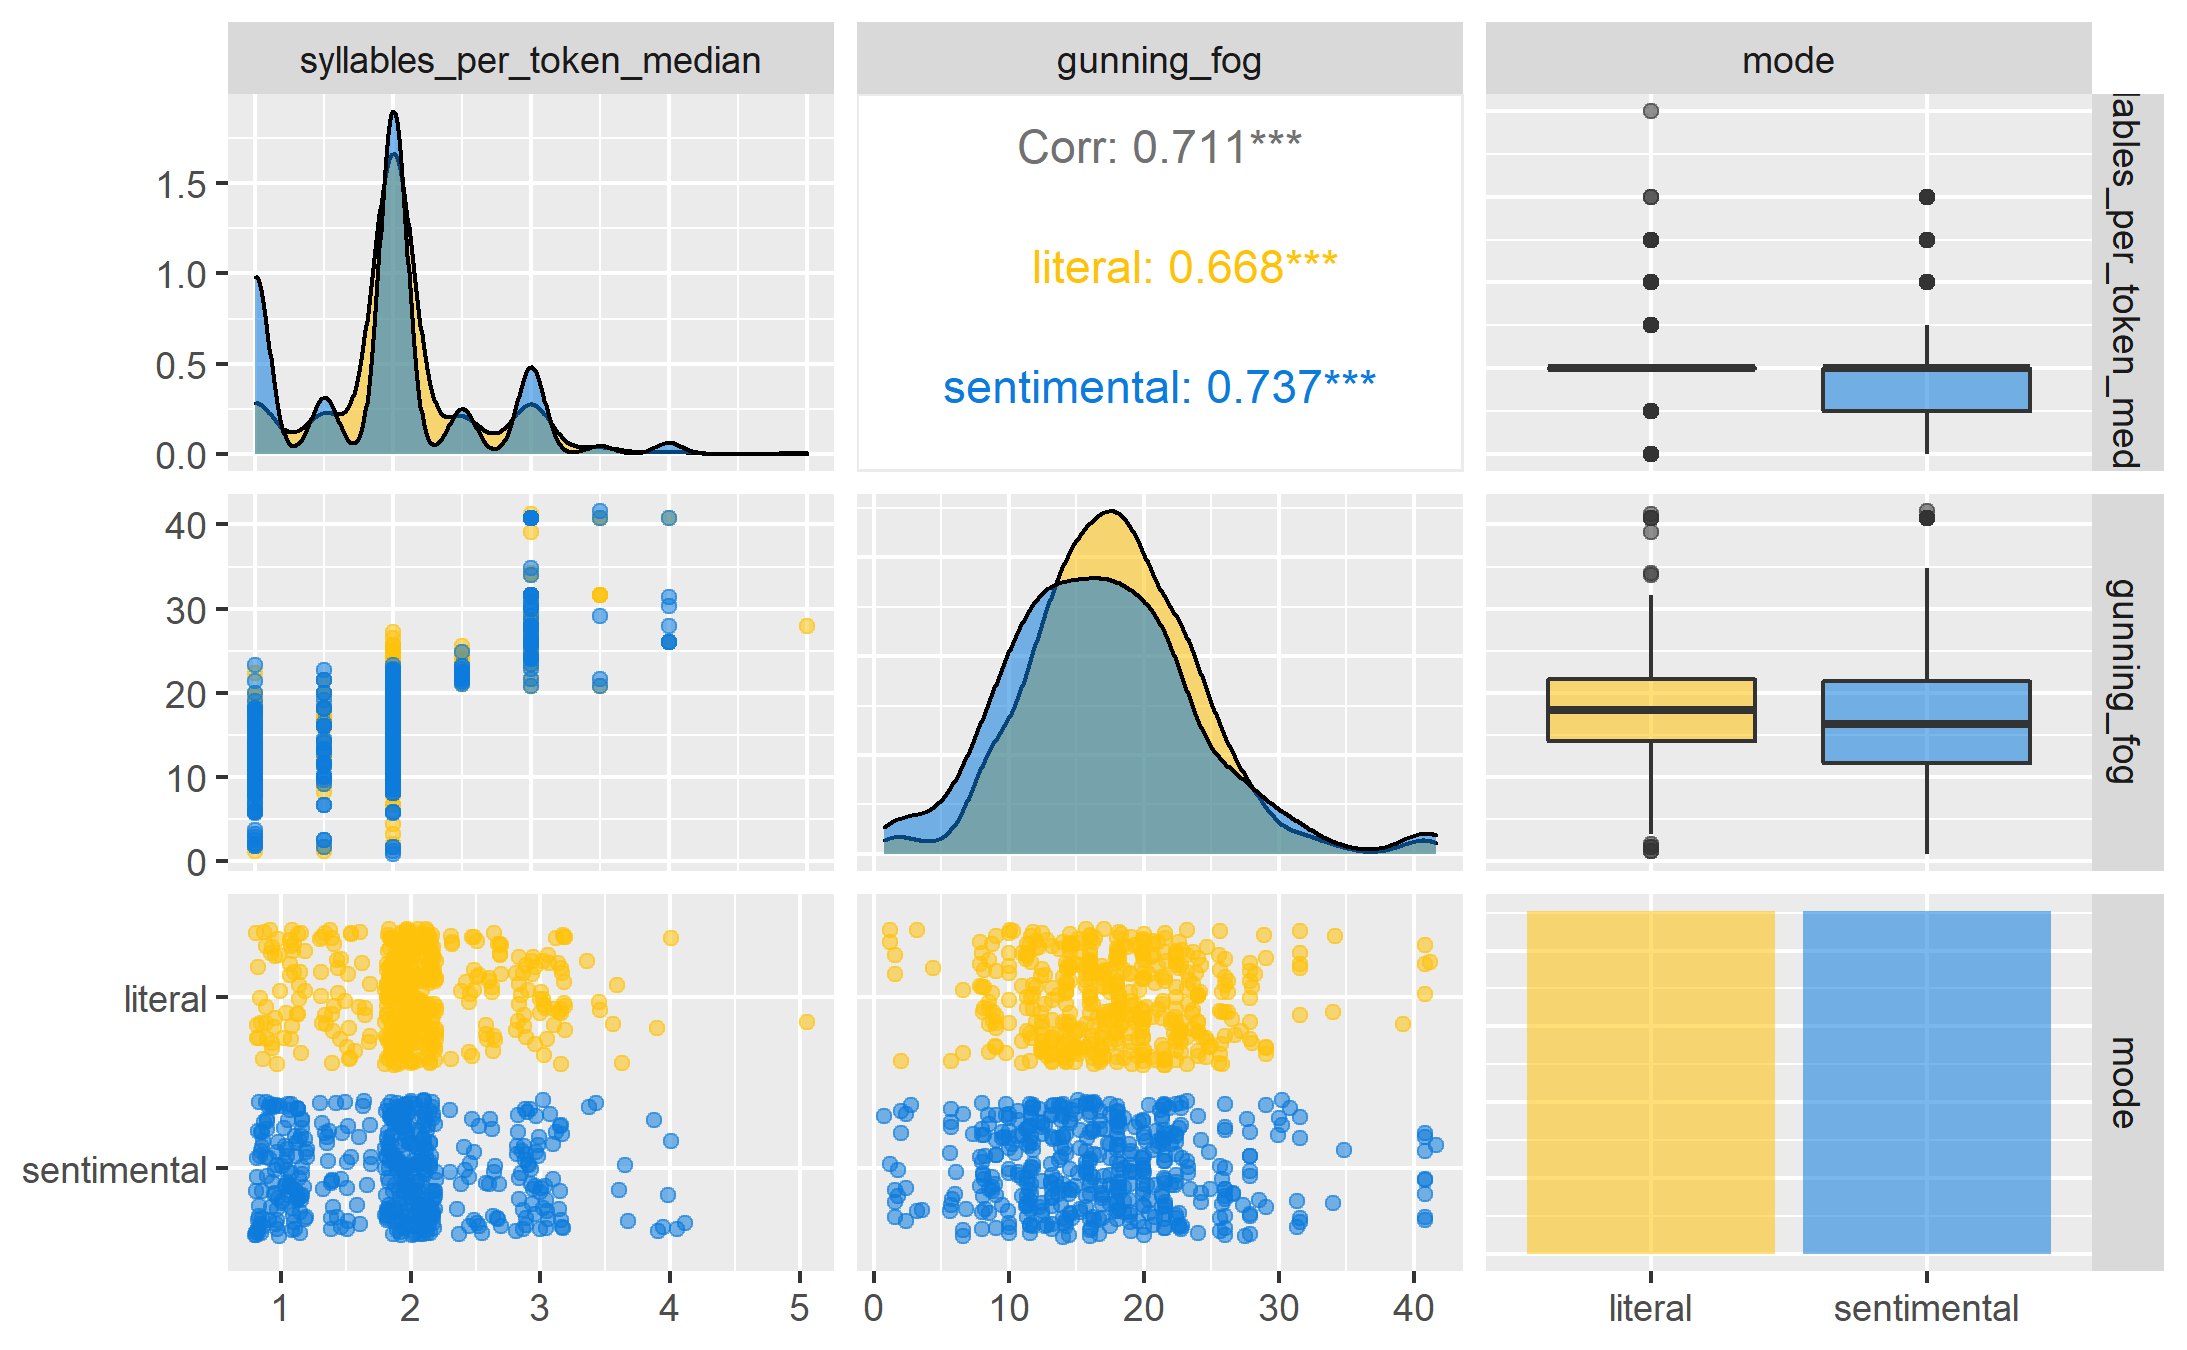 syllables_per_token_median gunning_fog mode
1.5
1.0
0.5
0.0
Corr: 0.711***
literal: 0.668***
sentimental: 0.737***
lables_per_token_med
40
30
20
10
0
gunning_fog
literal
sentimental
mode
1 2 3 4 5
0 10 20 30 40
literal sentimental